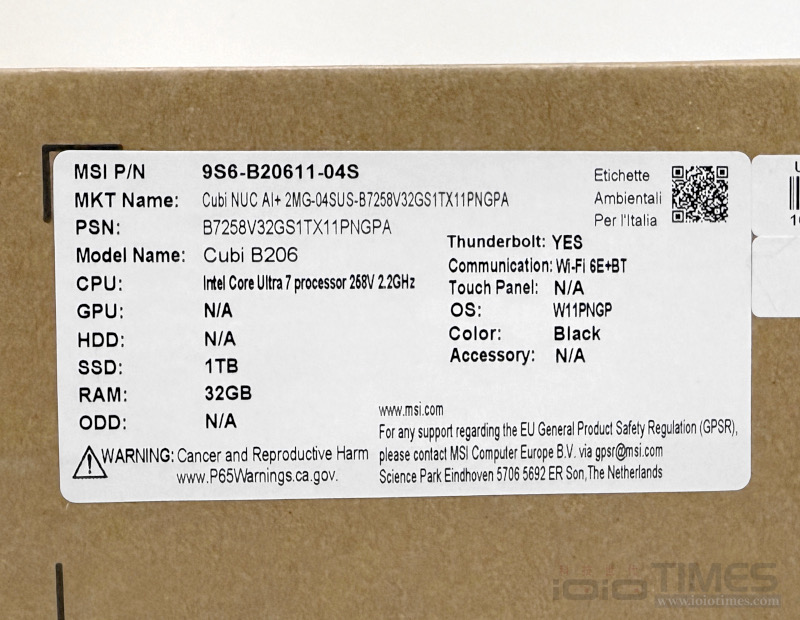 MSI P/N 9S6-B20611-04S
MKT Name: Cubi NUC AI+ 2MG-04SUS-B7258V32GS1TX11PNGPA
PSN: B7258V32GS1TX11PNGPA
Model Name: Cubi B206
CPU: Intel Core Ultra 7 processor 258V 2.2GHz
GPU: N/A
HDD: N/A
SSD: 1TB
RAM: 32GB
ODD: N/A
Etichette
Ambientali
Per l'Italia
Thunderbolt: YES
Communication: Wi-Fi 6E+BT
Touch Panel: N/A
OS: W11PNGP
Color: Black
Accessory: N/A
WARNING: Cancer and Reproductive Harm
www.P65Warnings.ca.gov.
www.msi.com
For any support regarding the EU General Product Safety Regulation (GPSR),
please contact MSI Computer Europe B.V. via gpsr@msi.com
Science Park Eindhoven 5706 5692 ER Son,The Netherlands
ioioTIMES
www.ioiotimes.com